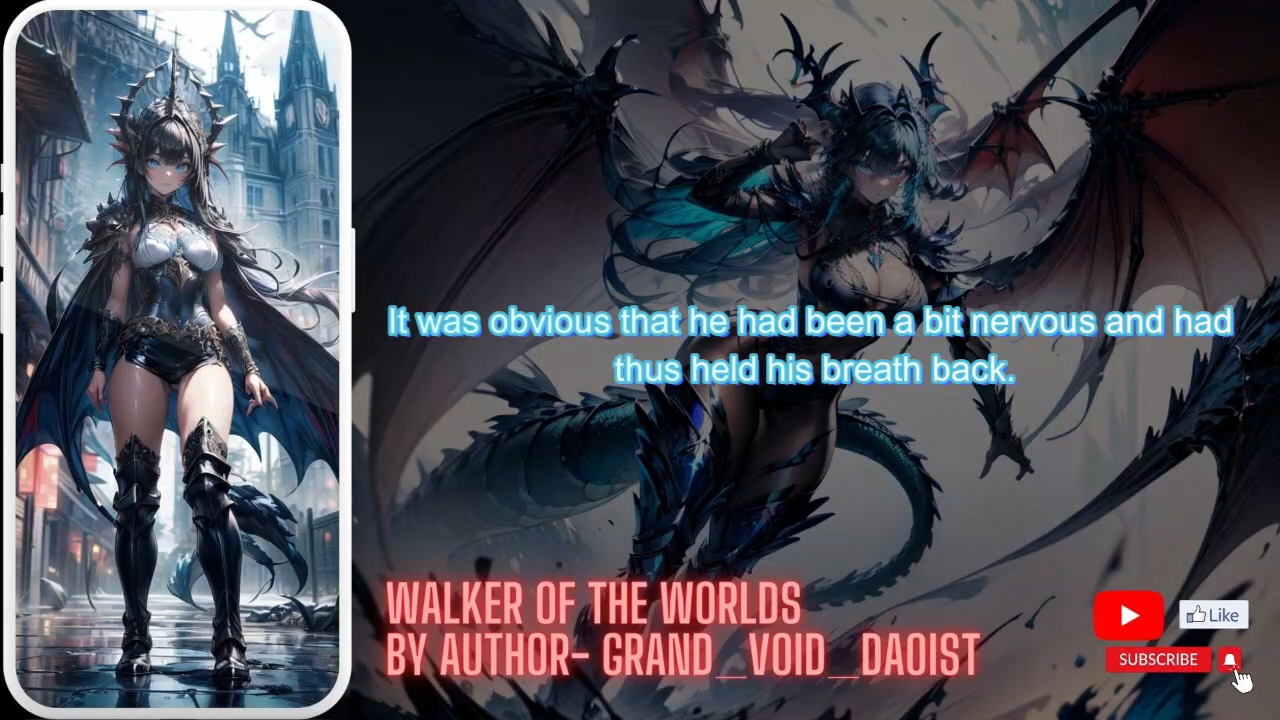 It was obvious that he had been a bit nervous and had
thus held his breath back.
WALKER OF THE WORLDS
BY AUTHOR- GRAND_VOID_DAOIST
Like
SUBSCRIBE